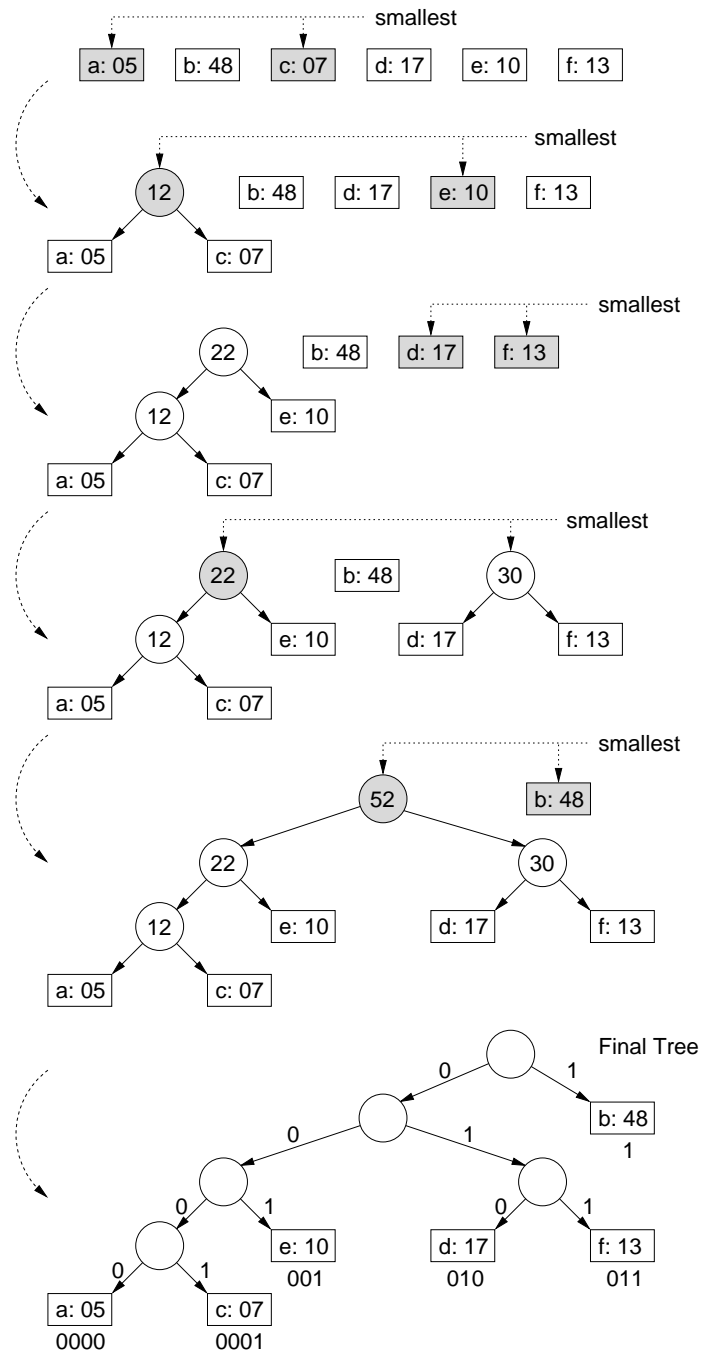 smallest
a: 05 b: 48 c: 07 d: 17 e: 10 f: 13
smallest
12 b: 48 d: 17 e: 10 f: 13
a: 05 c: 07
smallest
22 b: 48 d: 17 f: 13
12 e: 10
a: 05 c: 07
smallest
22 b: 48 30
12 e: 10 d: 17 f: 13
a: 05 c: 07
smallest
52 b: 48
22 30
12 e: 10 d: 17 f: 13
a: 05 c: 07
Final Tree
0 1
b: 48
0 1 1
0 1 0 1
e: 10 d: 17 f: 13
0 1 001 010 011
a: 05 c: 07
0000 0001